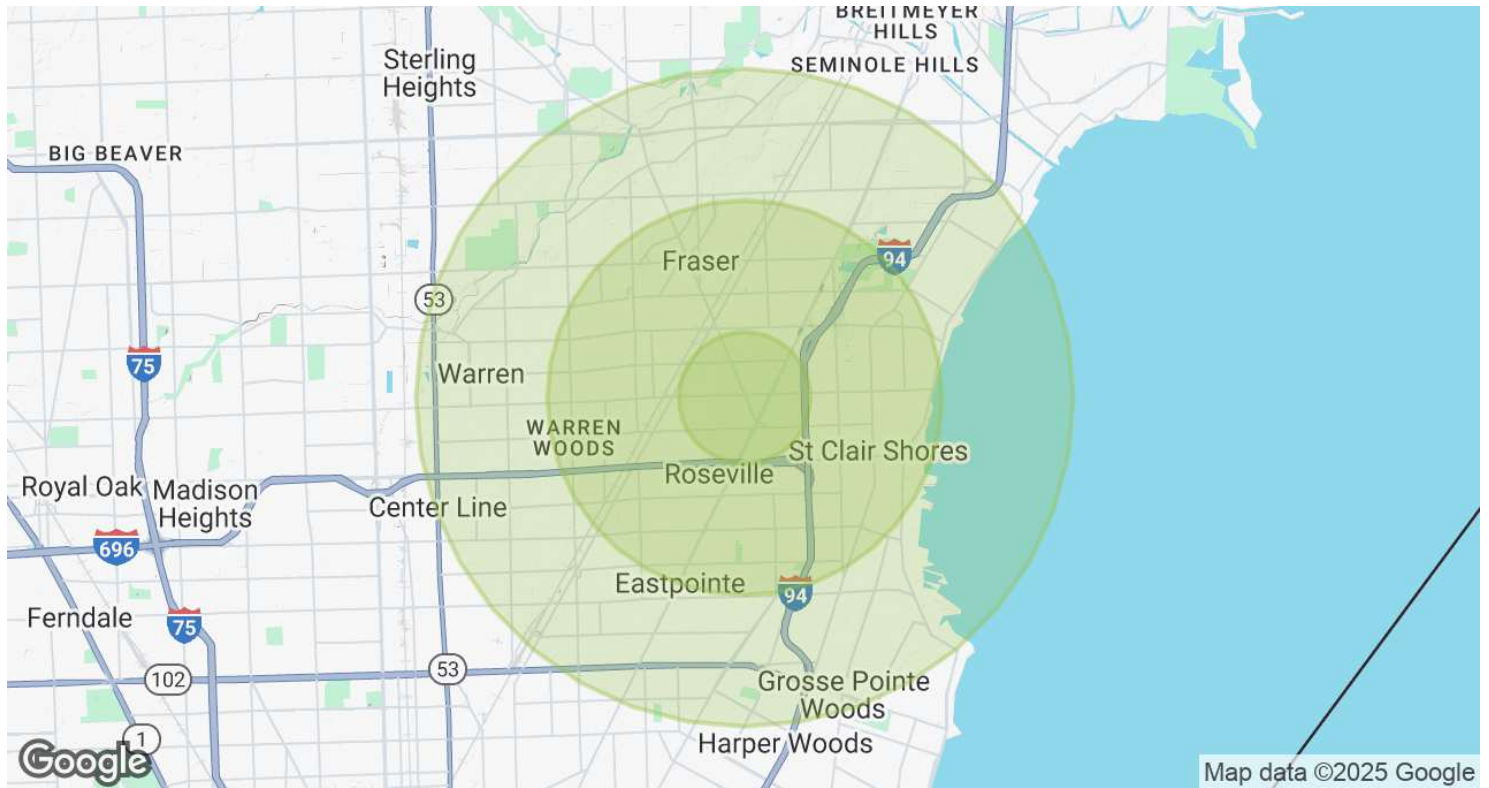 BREITMEYER
HILLS
SEMINOLE HILLS
Sterling
Heights
BIG BEAVER
Fraser
94
53
75
Warren
WARREN
WOODS
St Clair Shores
Roseville
Royal Oak
Madison
Heights
Center Line
696
Eastpointe
94
Ferndale
75
53
102
Grosse Pointe
Woods
1
Harper Woods
Google
Map data ©2025 Google